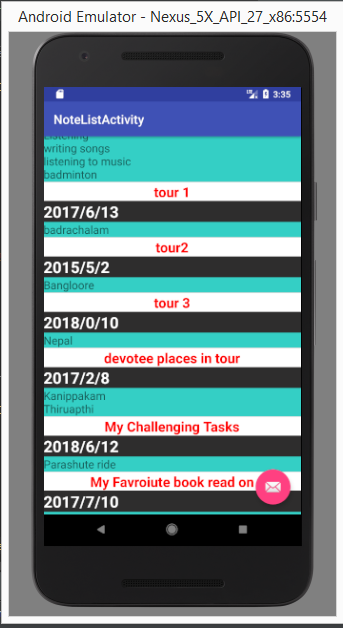 Android Emulator - Nexus_5X_API_27_x86:5554
3:35
NoteListActivity
Listening
writing songs
listening to music
badminton
tour 1
2017/6/13
badrachalam
tour2
2015/5/2
Bangloore
tour 3
2018/0/10
Nepal
devotee places in tour
2017/2/8
Kanippakam
Thiruapthi
My Challenging Tasks
2018/6/12
Parashute ride
My Favroiute book read on
2017/7/10